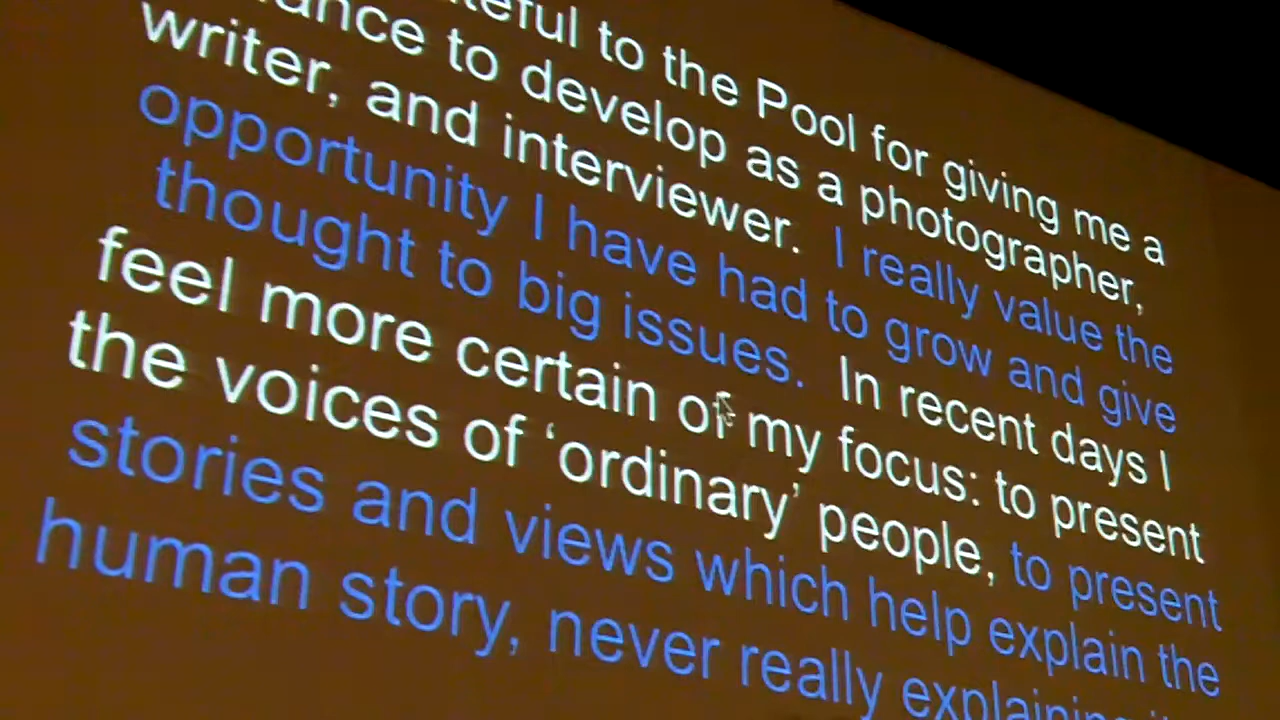 to the Pool for giving me a
to develop as a photographer,
writer, and interviewer. I really value the
opportunity I have had to grow and give
thought to big issues. In recent days I
feel more certain of my focus: to present
the voices of ‘ordinary’ people, to present
stories and views which help explain the
human story, never really explaining